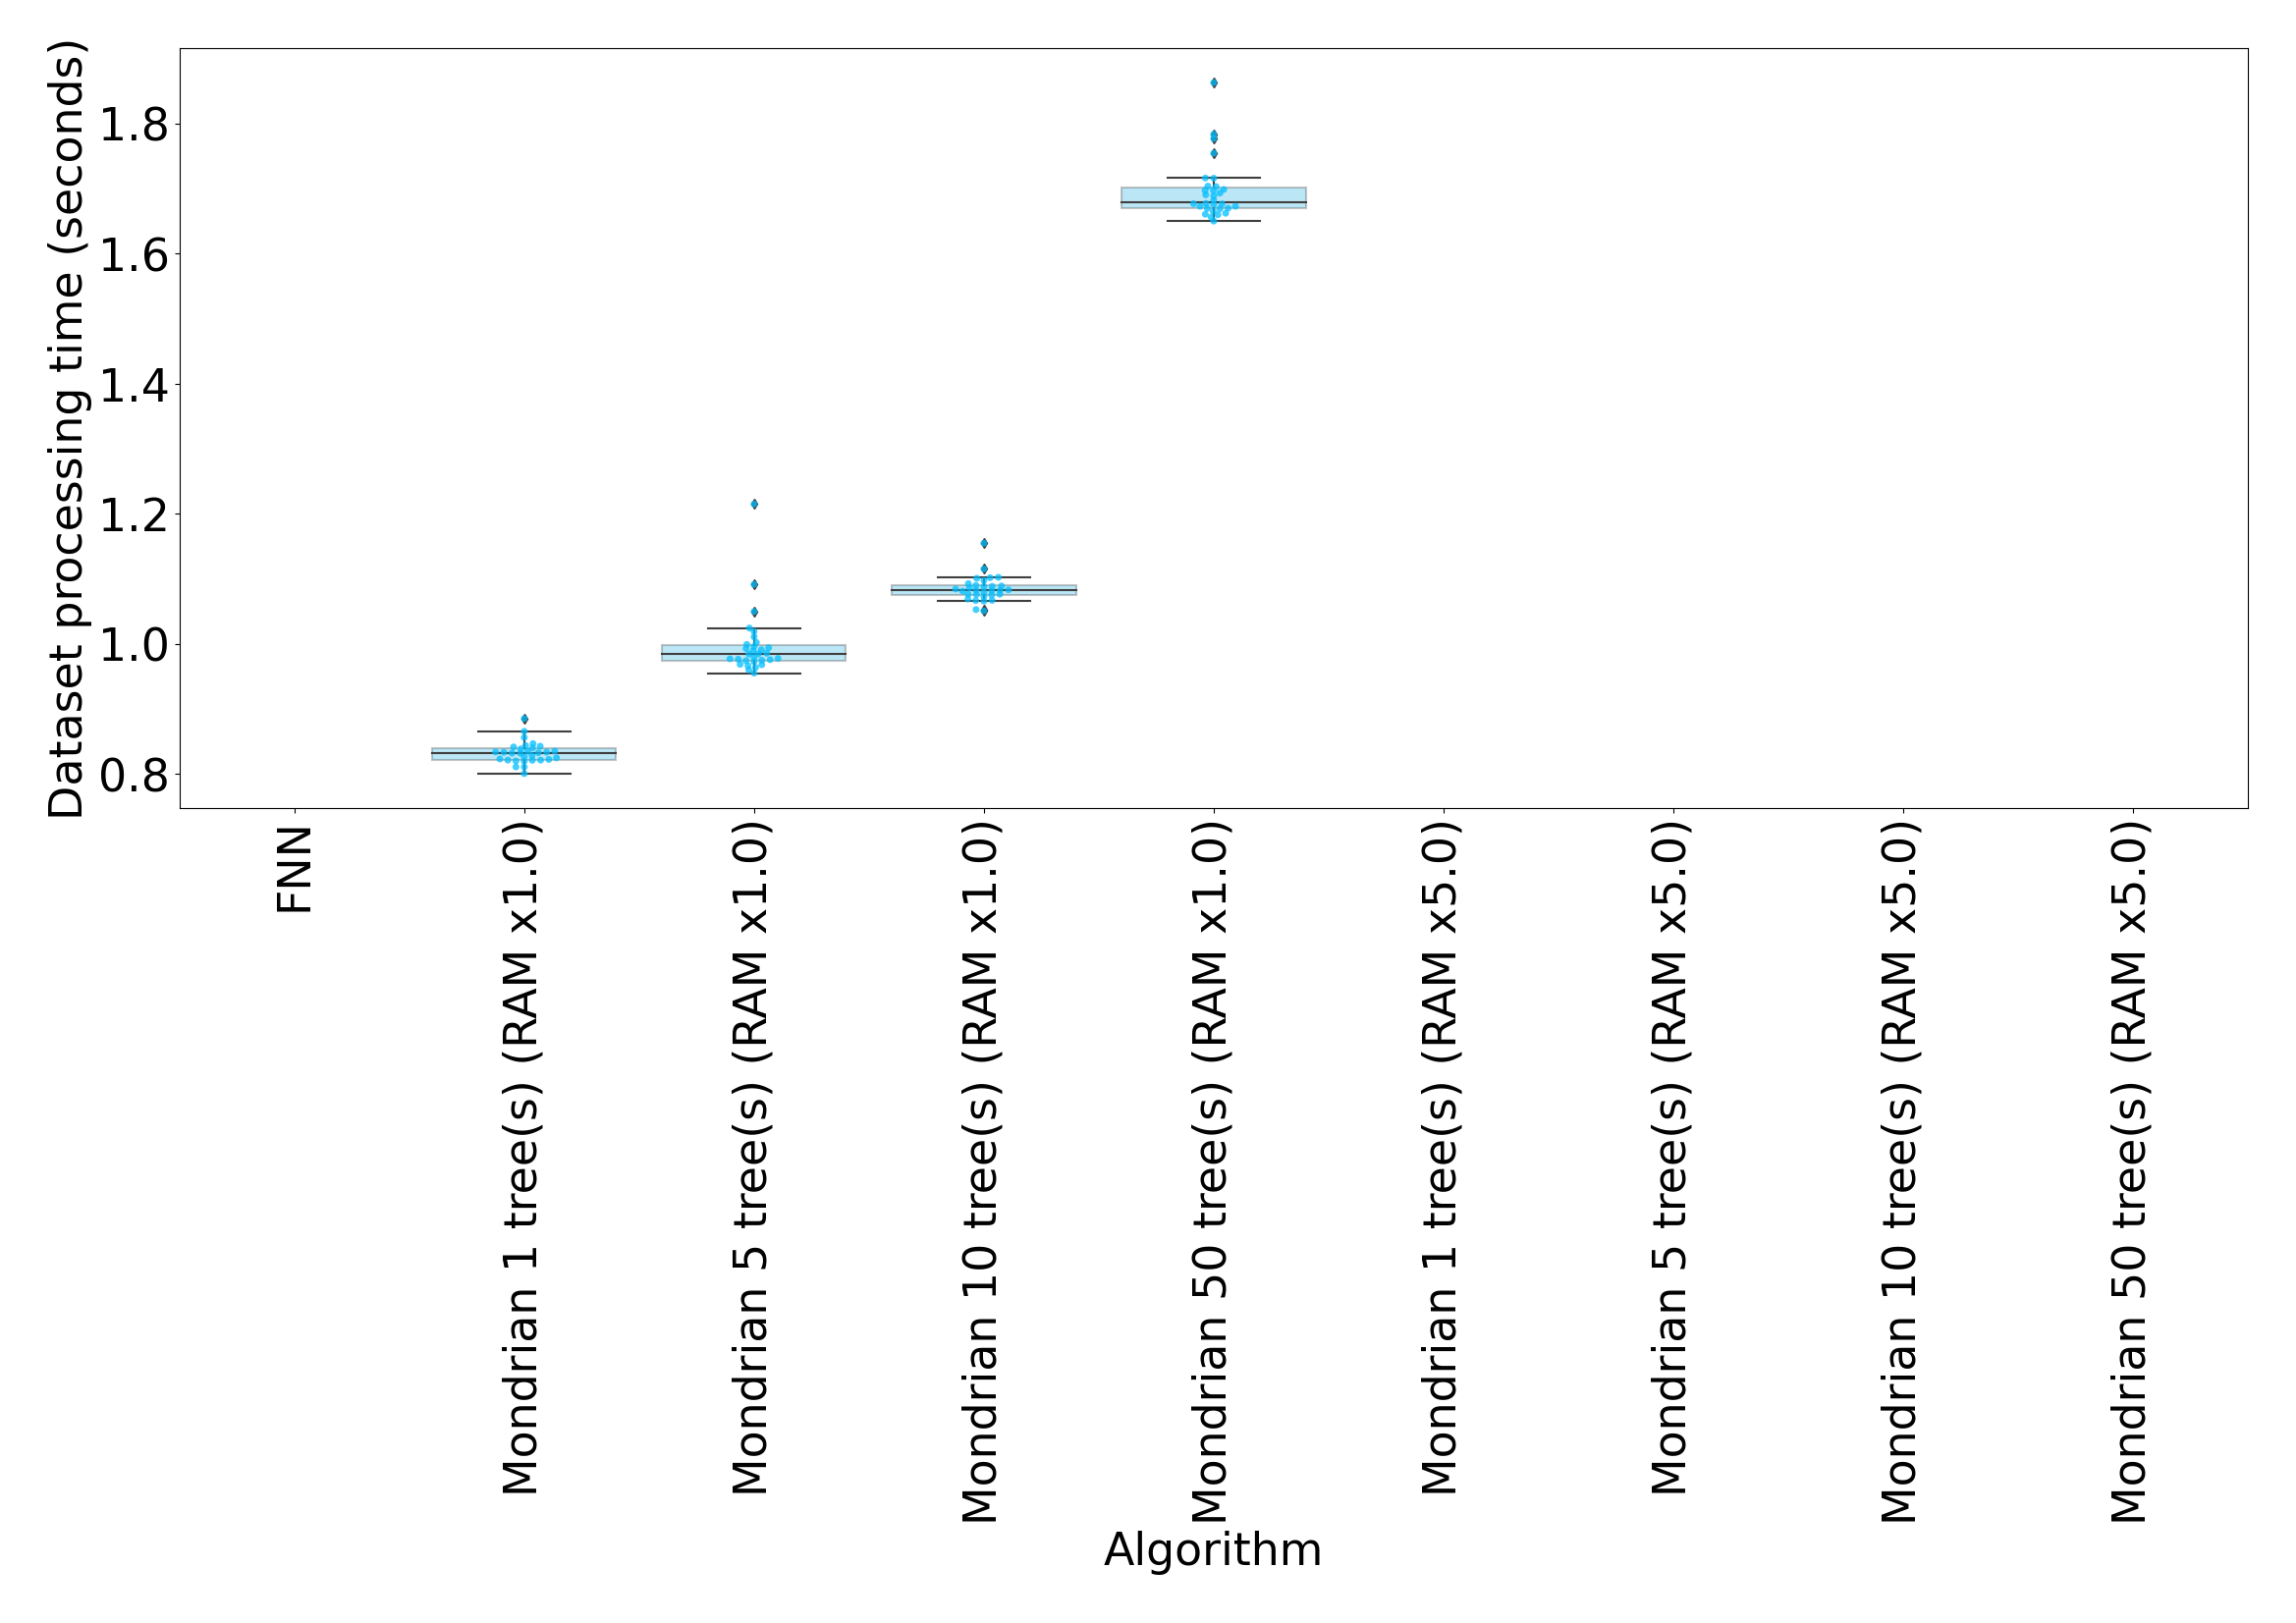 Dataset processing time (seconds)
1.8
1.6
1.4
1.2
1.0
0.8
FNN
Mondrian 1 tree(s) (RAM x1.0)
Mondrian 5 tree(s) (RAM x1.0)
Mondrian 10 tree(s) (RAM x1.0)
Mondrian 50 tree(s) (RAM x1.0)
Mondrian 1 tree(s) (RAM x5.0)
Mondrian 5 tree(s) (RAM x5.0)
Mondrian 10 tree(s) (RAM x5.0)
Mondrian 50 tree(s) (RAM x5.0)
Algorithm